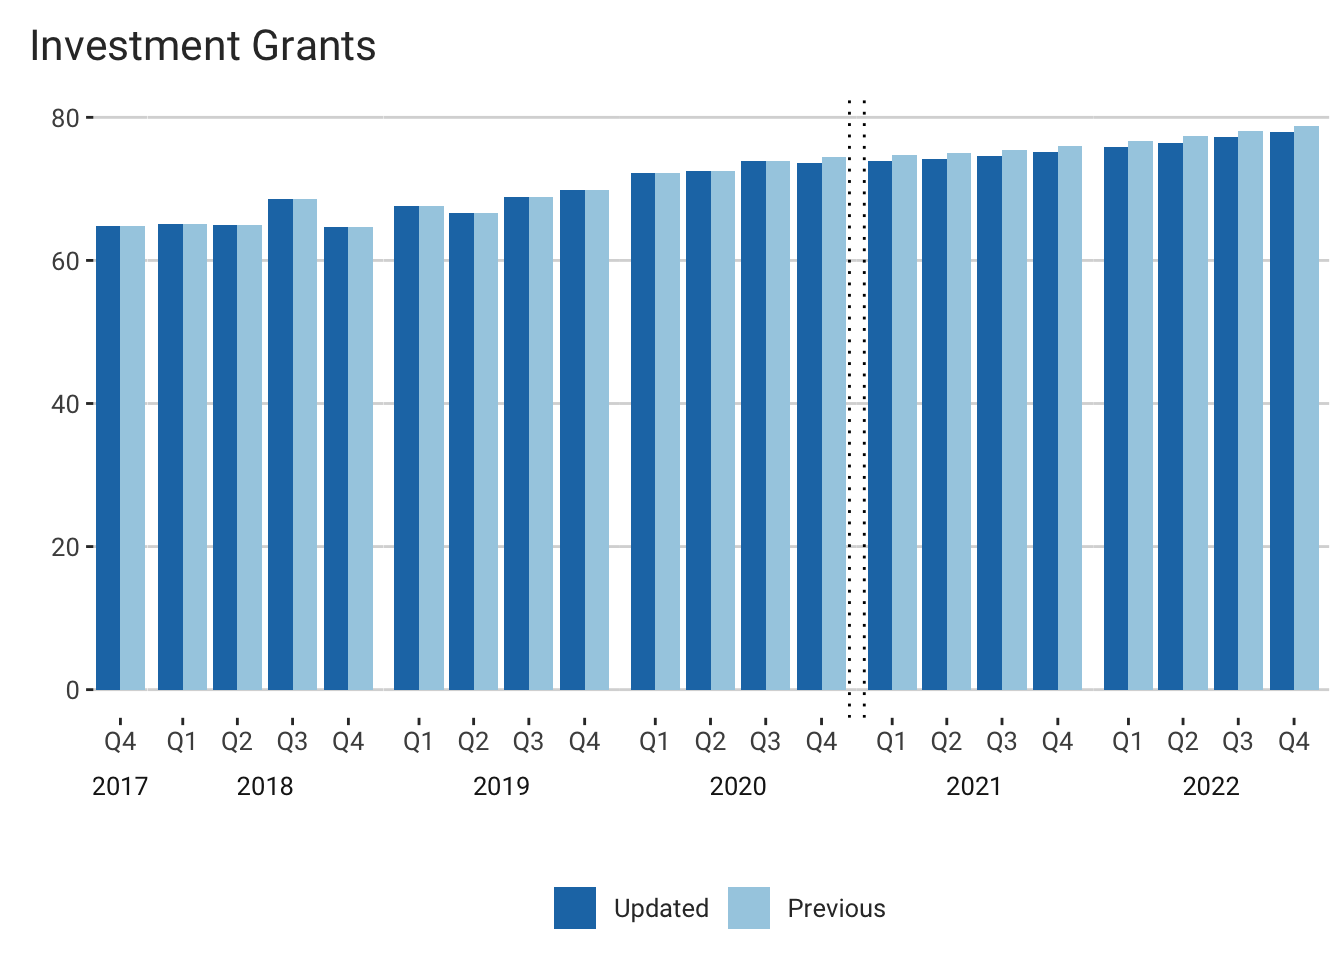 Investment Grants
80
60
40
20
0
Q4 Q1 Q2 Q3 Q4 Q1 Q2 Q3 Q4 Q1 Q2 Q3 Q4 Q1 Q2 Q3 Q4 Q1 Q2 Q3 Q4
2017 2018 2019 2020 2021 2022
Updated Previous